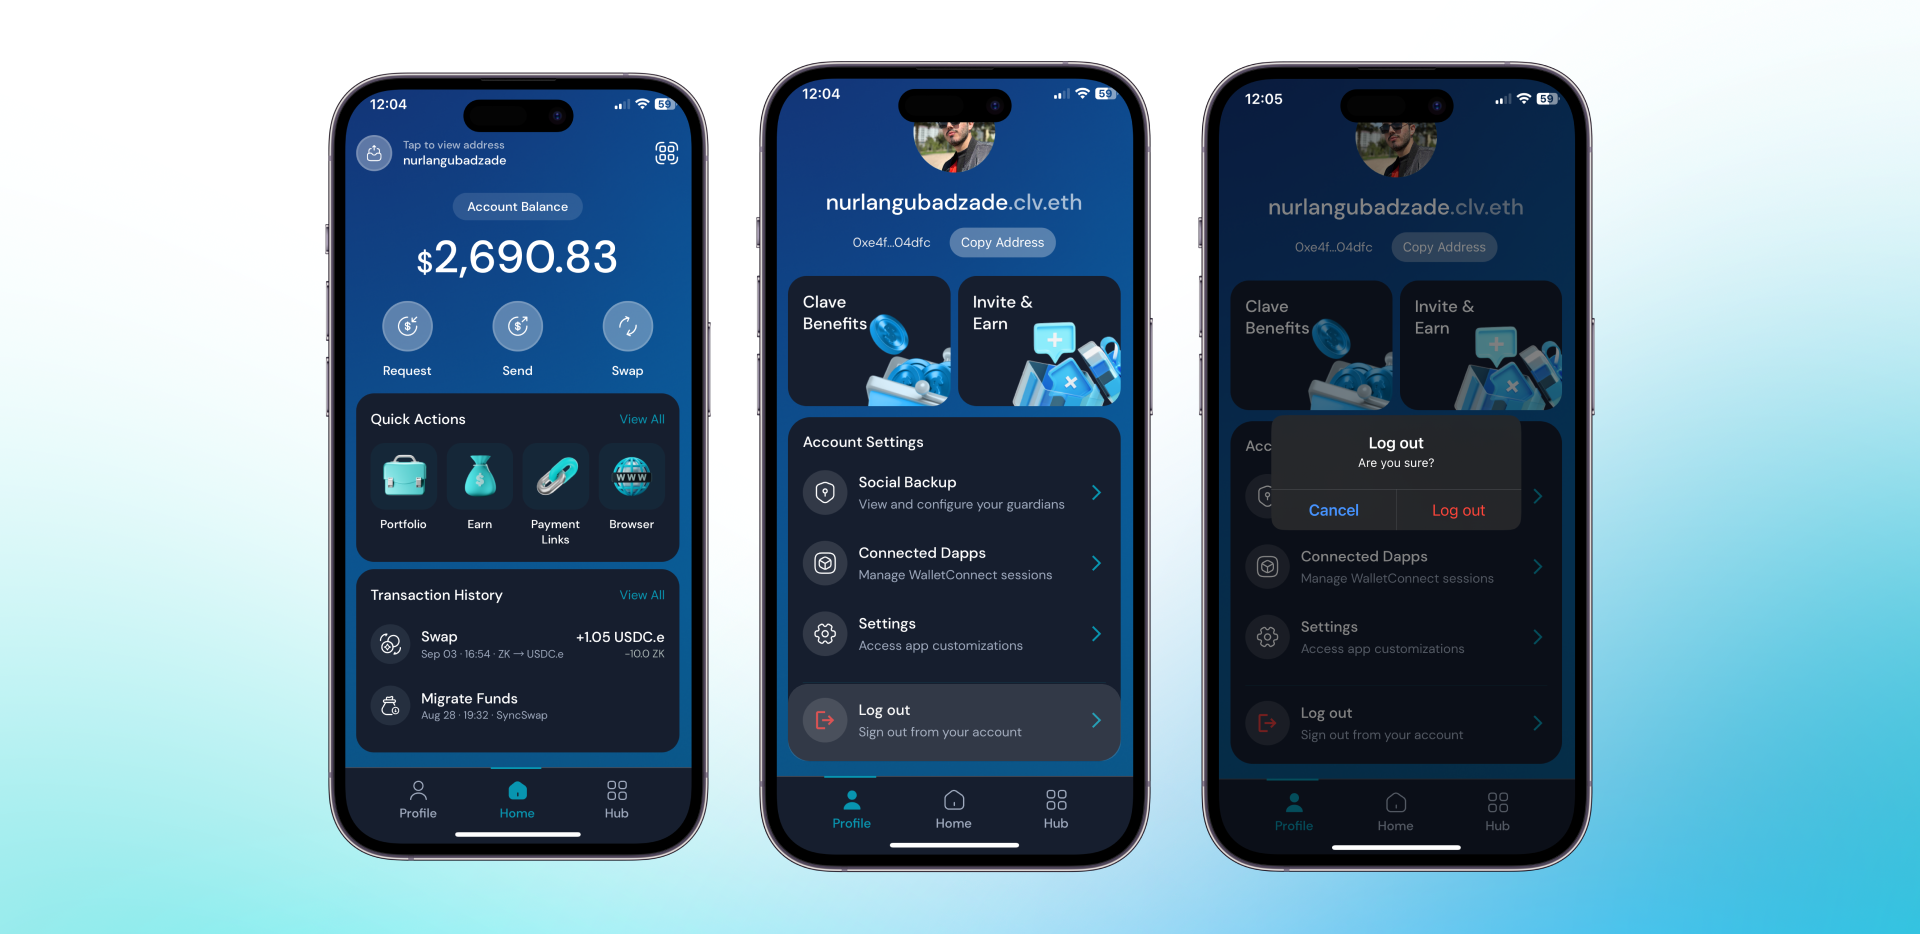 12:04
59
Tap to view address
nurlangubadzade
Account Balance
$2,690.83
Request
Send
Swap
Quick Actions
View All
WWW
Portfolio
Earn
Payment
Links
Browser
Transaction History
View All
Swap
+1.05 USDC.e
Sep 03 · 16:54 · ZK → USDC.e
-10.0 ZK
Migrate Funds
Aug 28 · 19:32 · SyncSwap
Profile
Home
Hub
12:04
59
nurlangubadzade.clv.eth
0xe4f...04dfc
Copy Address
Clave
Benefits
Invite &
Earn
Account Settings
Social Backup
View and configure your guardians
Connected Dapps
Manage WalletConnect sessions
Settings
Access app customizations
Log out
Sign out from your account
Profile
Home
Hub
12:05
59
nurlangubadzade.clv.eth
0xe4f...04dfc
Copy Address
Clave
Benefits
Invite &
Earn
Acc
Log out
Are you sure?
Cancel
Log out
Connected Dapps
Manage WalletConnect sessions
Settings
Access app customizations
Log out
Sign out from your account
Profile
Home
Hub